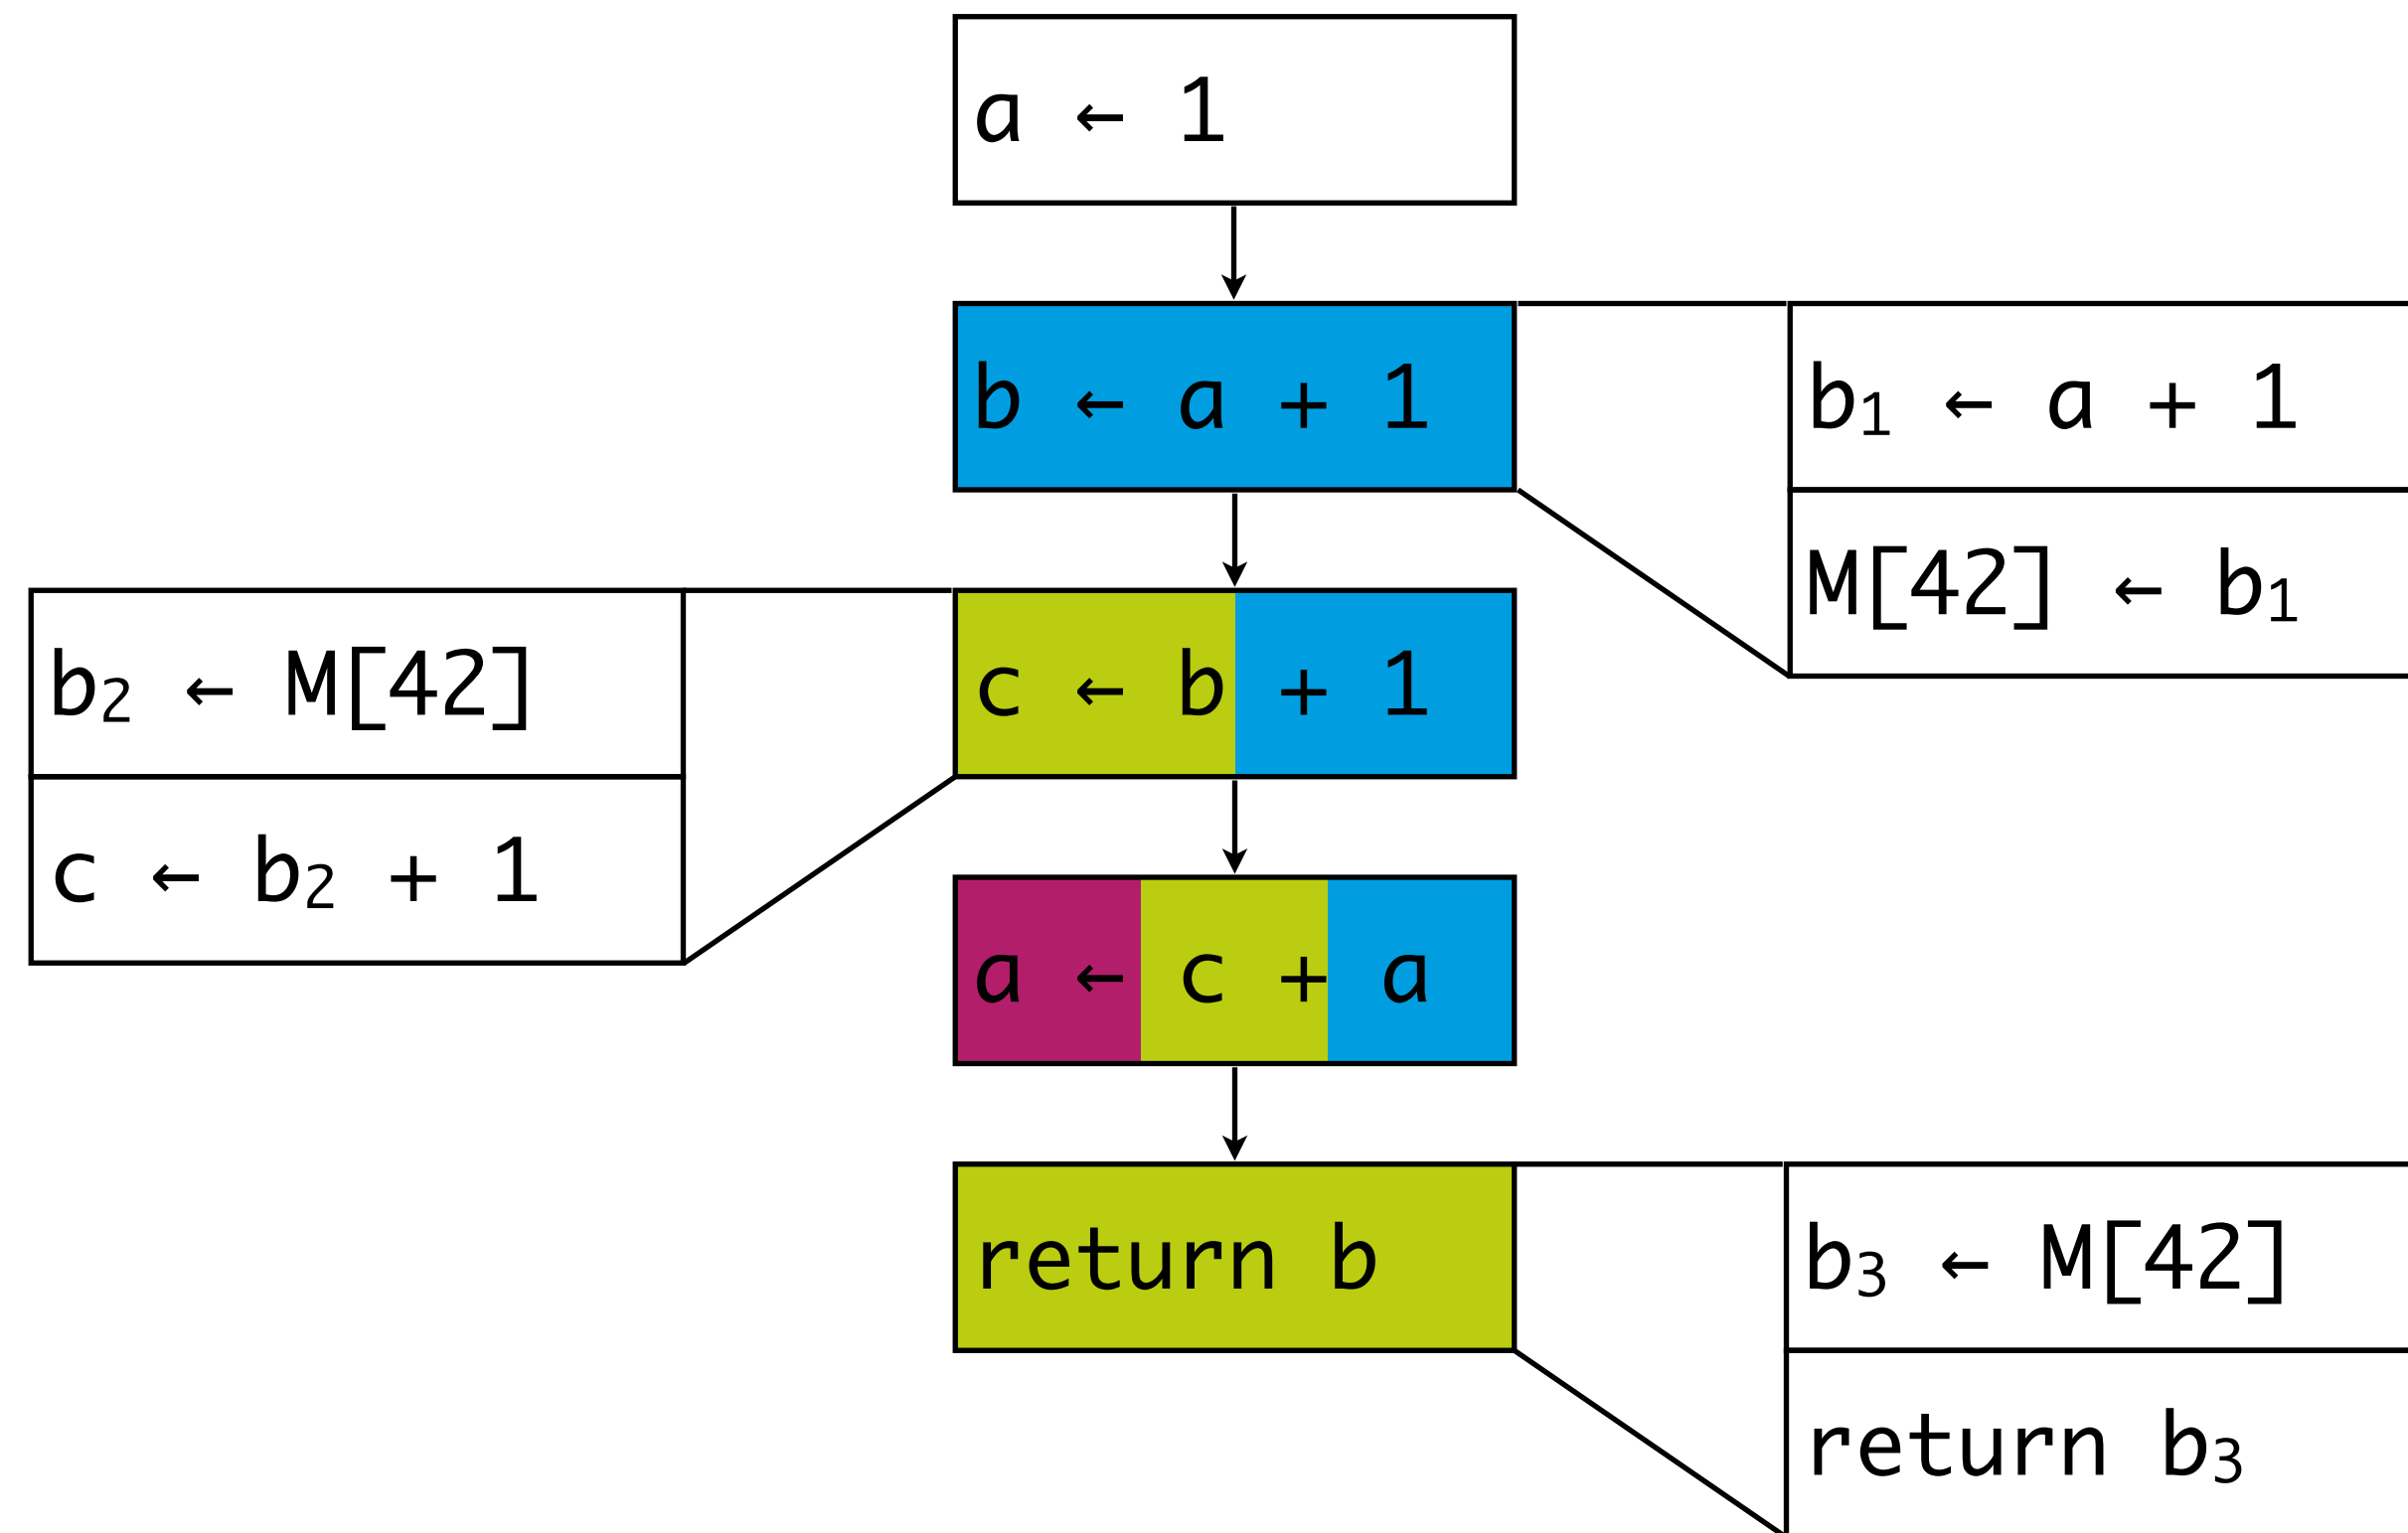 a ← 1
b ← a + 1
b₁ ← a + 1
M[42] ← b₁
c ← b + 1
b₂ ← M[42]
c ← b₂ + 1
a ← c + a
return b
b₃ ← M[42]
return b₃